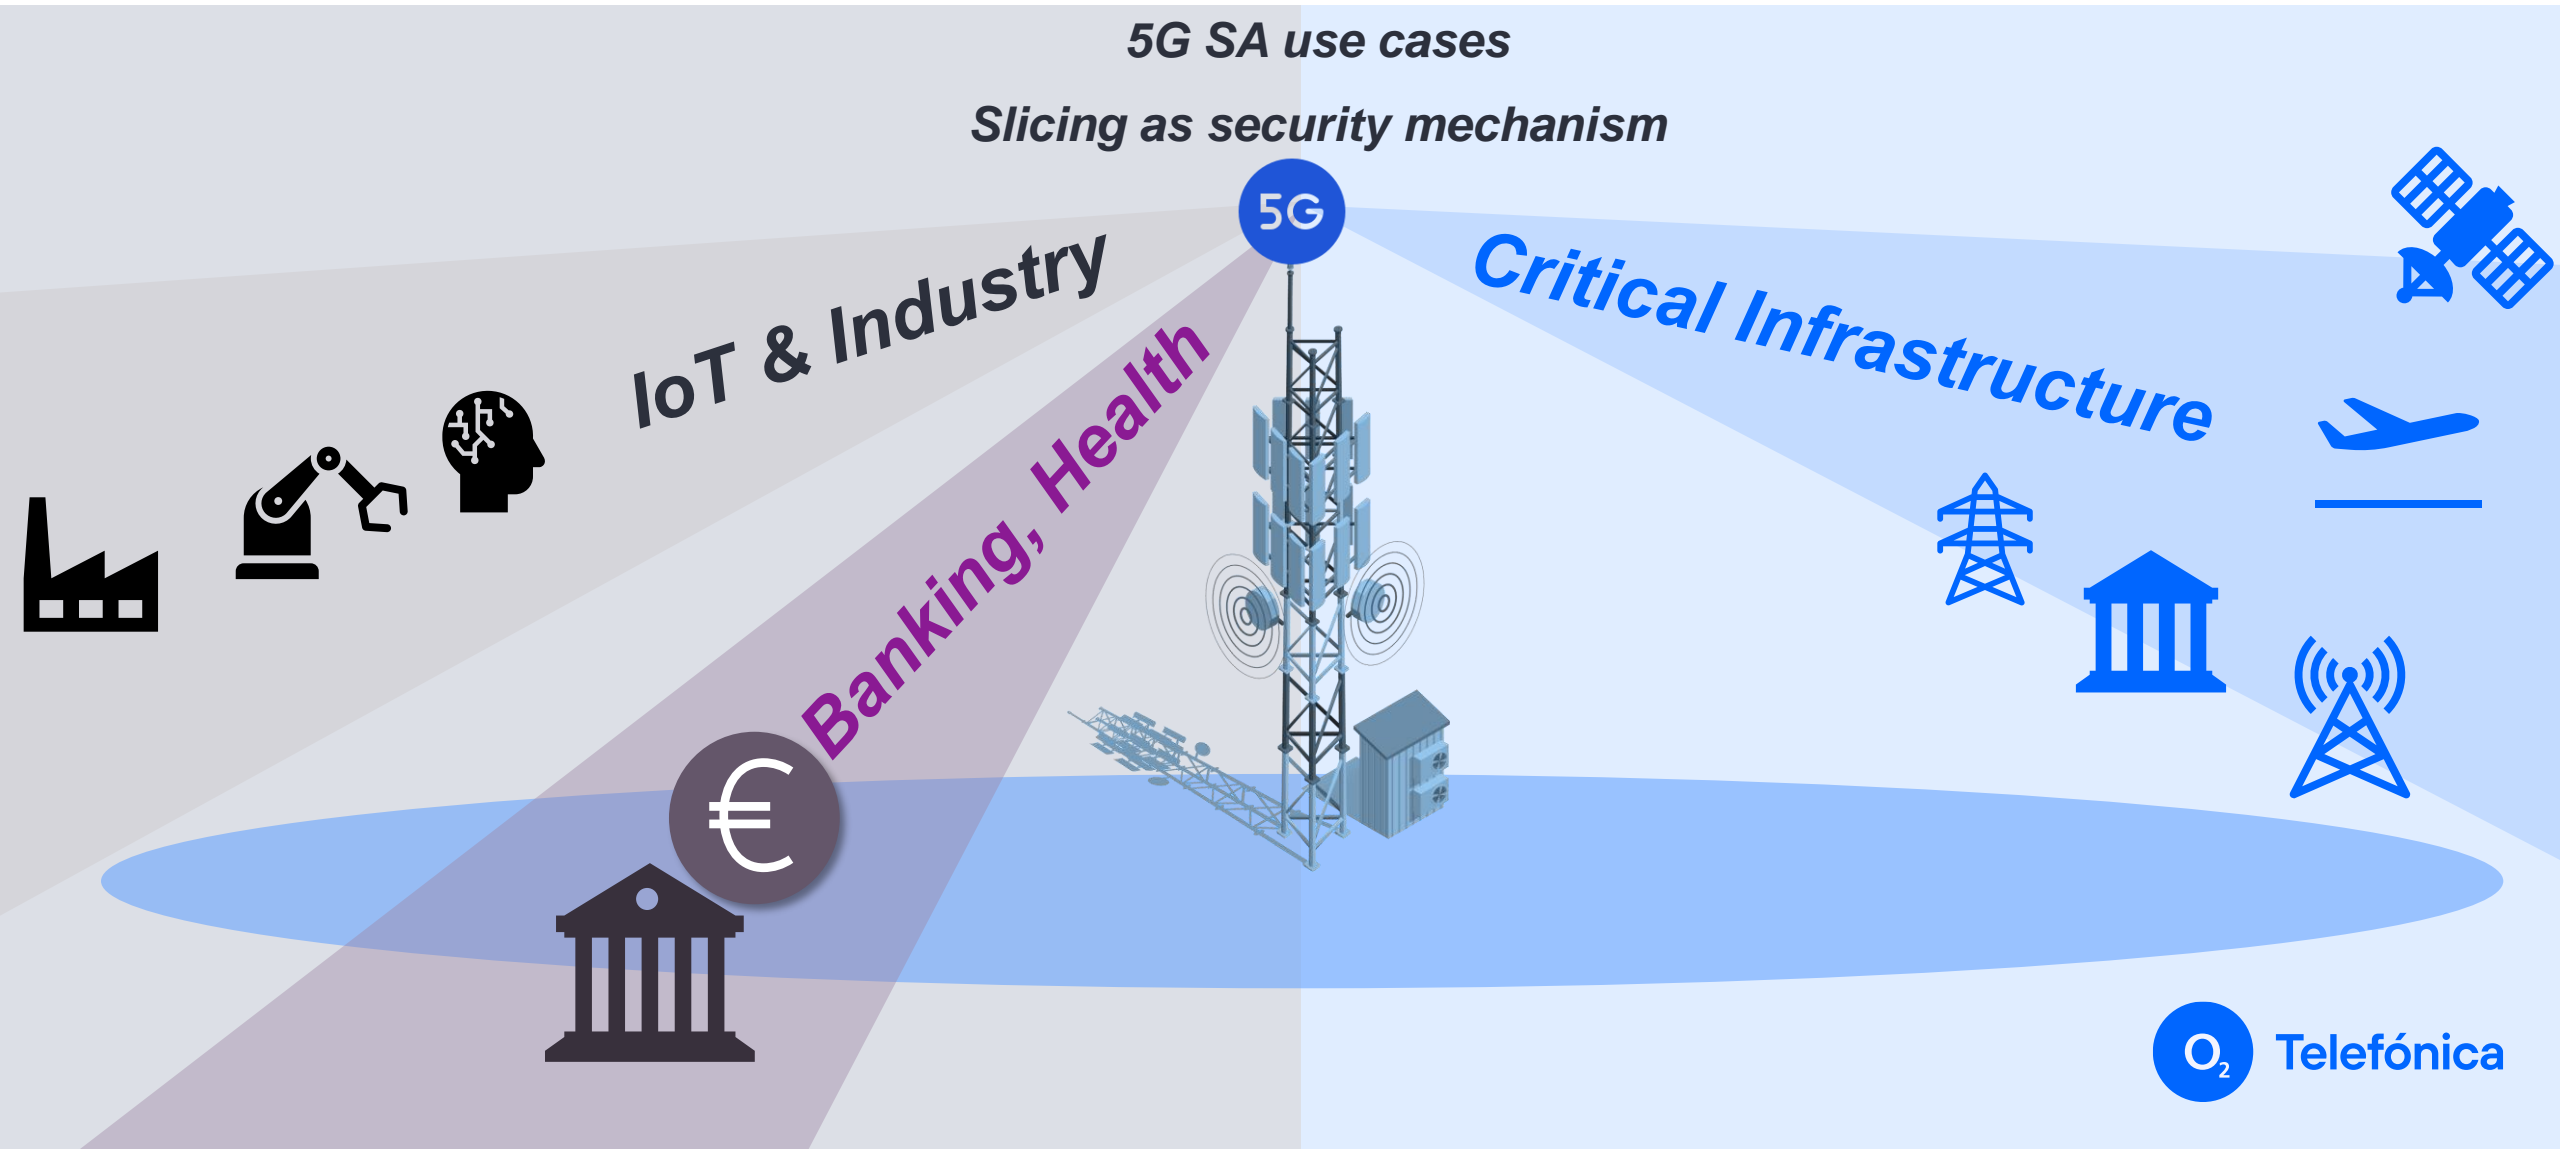 5G SA use cases
Slicing as security mechanism
5G
IoT & Industry
Banking, Health
Critical Infrastructure
€
O2 Telefónica